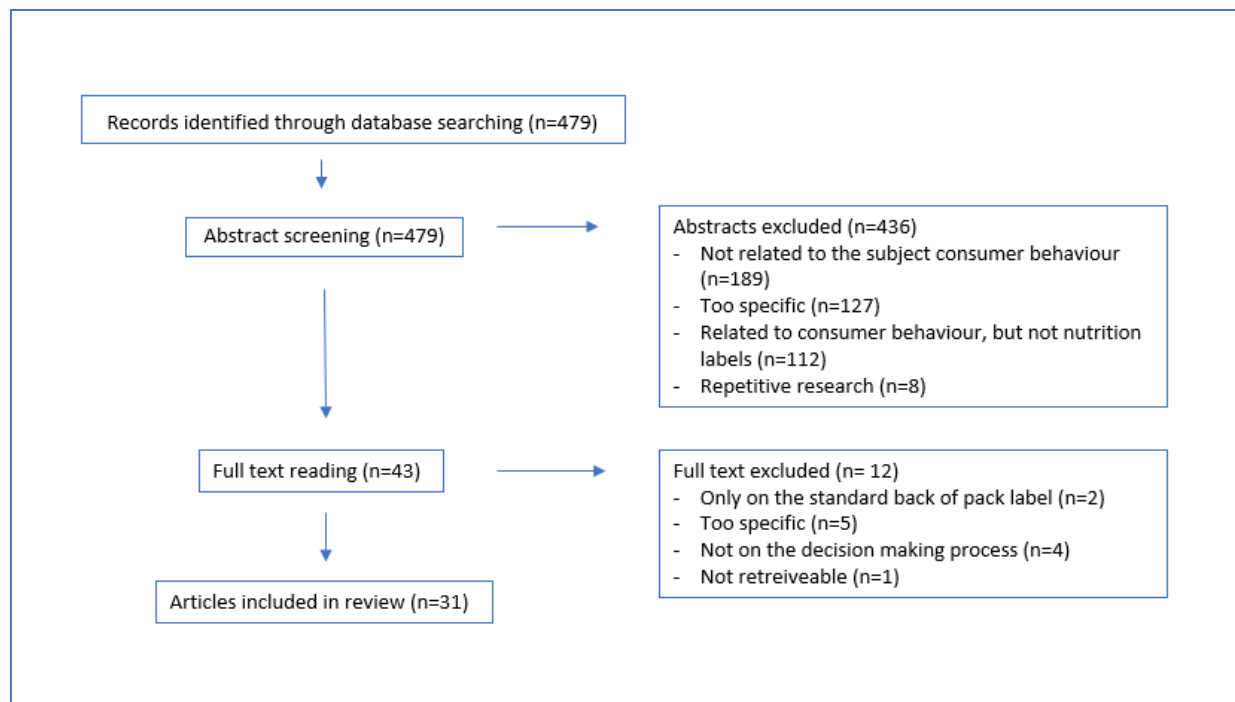 Records identified through database searching (n=479)
Abstract screening (n=479)
Abstracts excluded (n=436)
- Not related to the subject consumer behaviour
(n=189)
- Too specific (n=127)
- Related to consumer behaviour, but not nutrition
labels (n=112)
- Repetitive research (n=8)
Full text reading (n=43)
Full text excluded (n= 12)
- Only on the standard back of pack label (n=2)
- Too specific (n=5)
- Not on the decision making process (n=4)
- Not retreiveable (n=1)
Articles included in review (n=31)